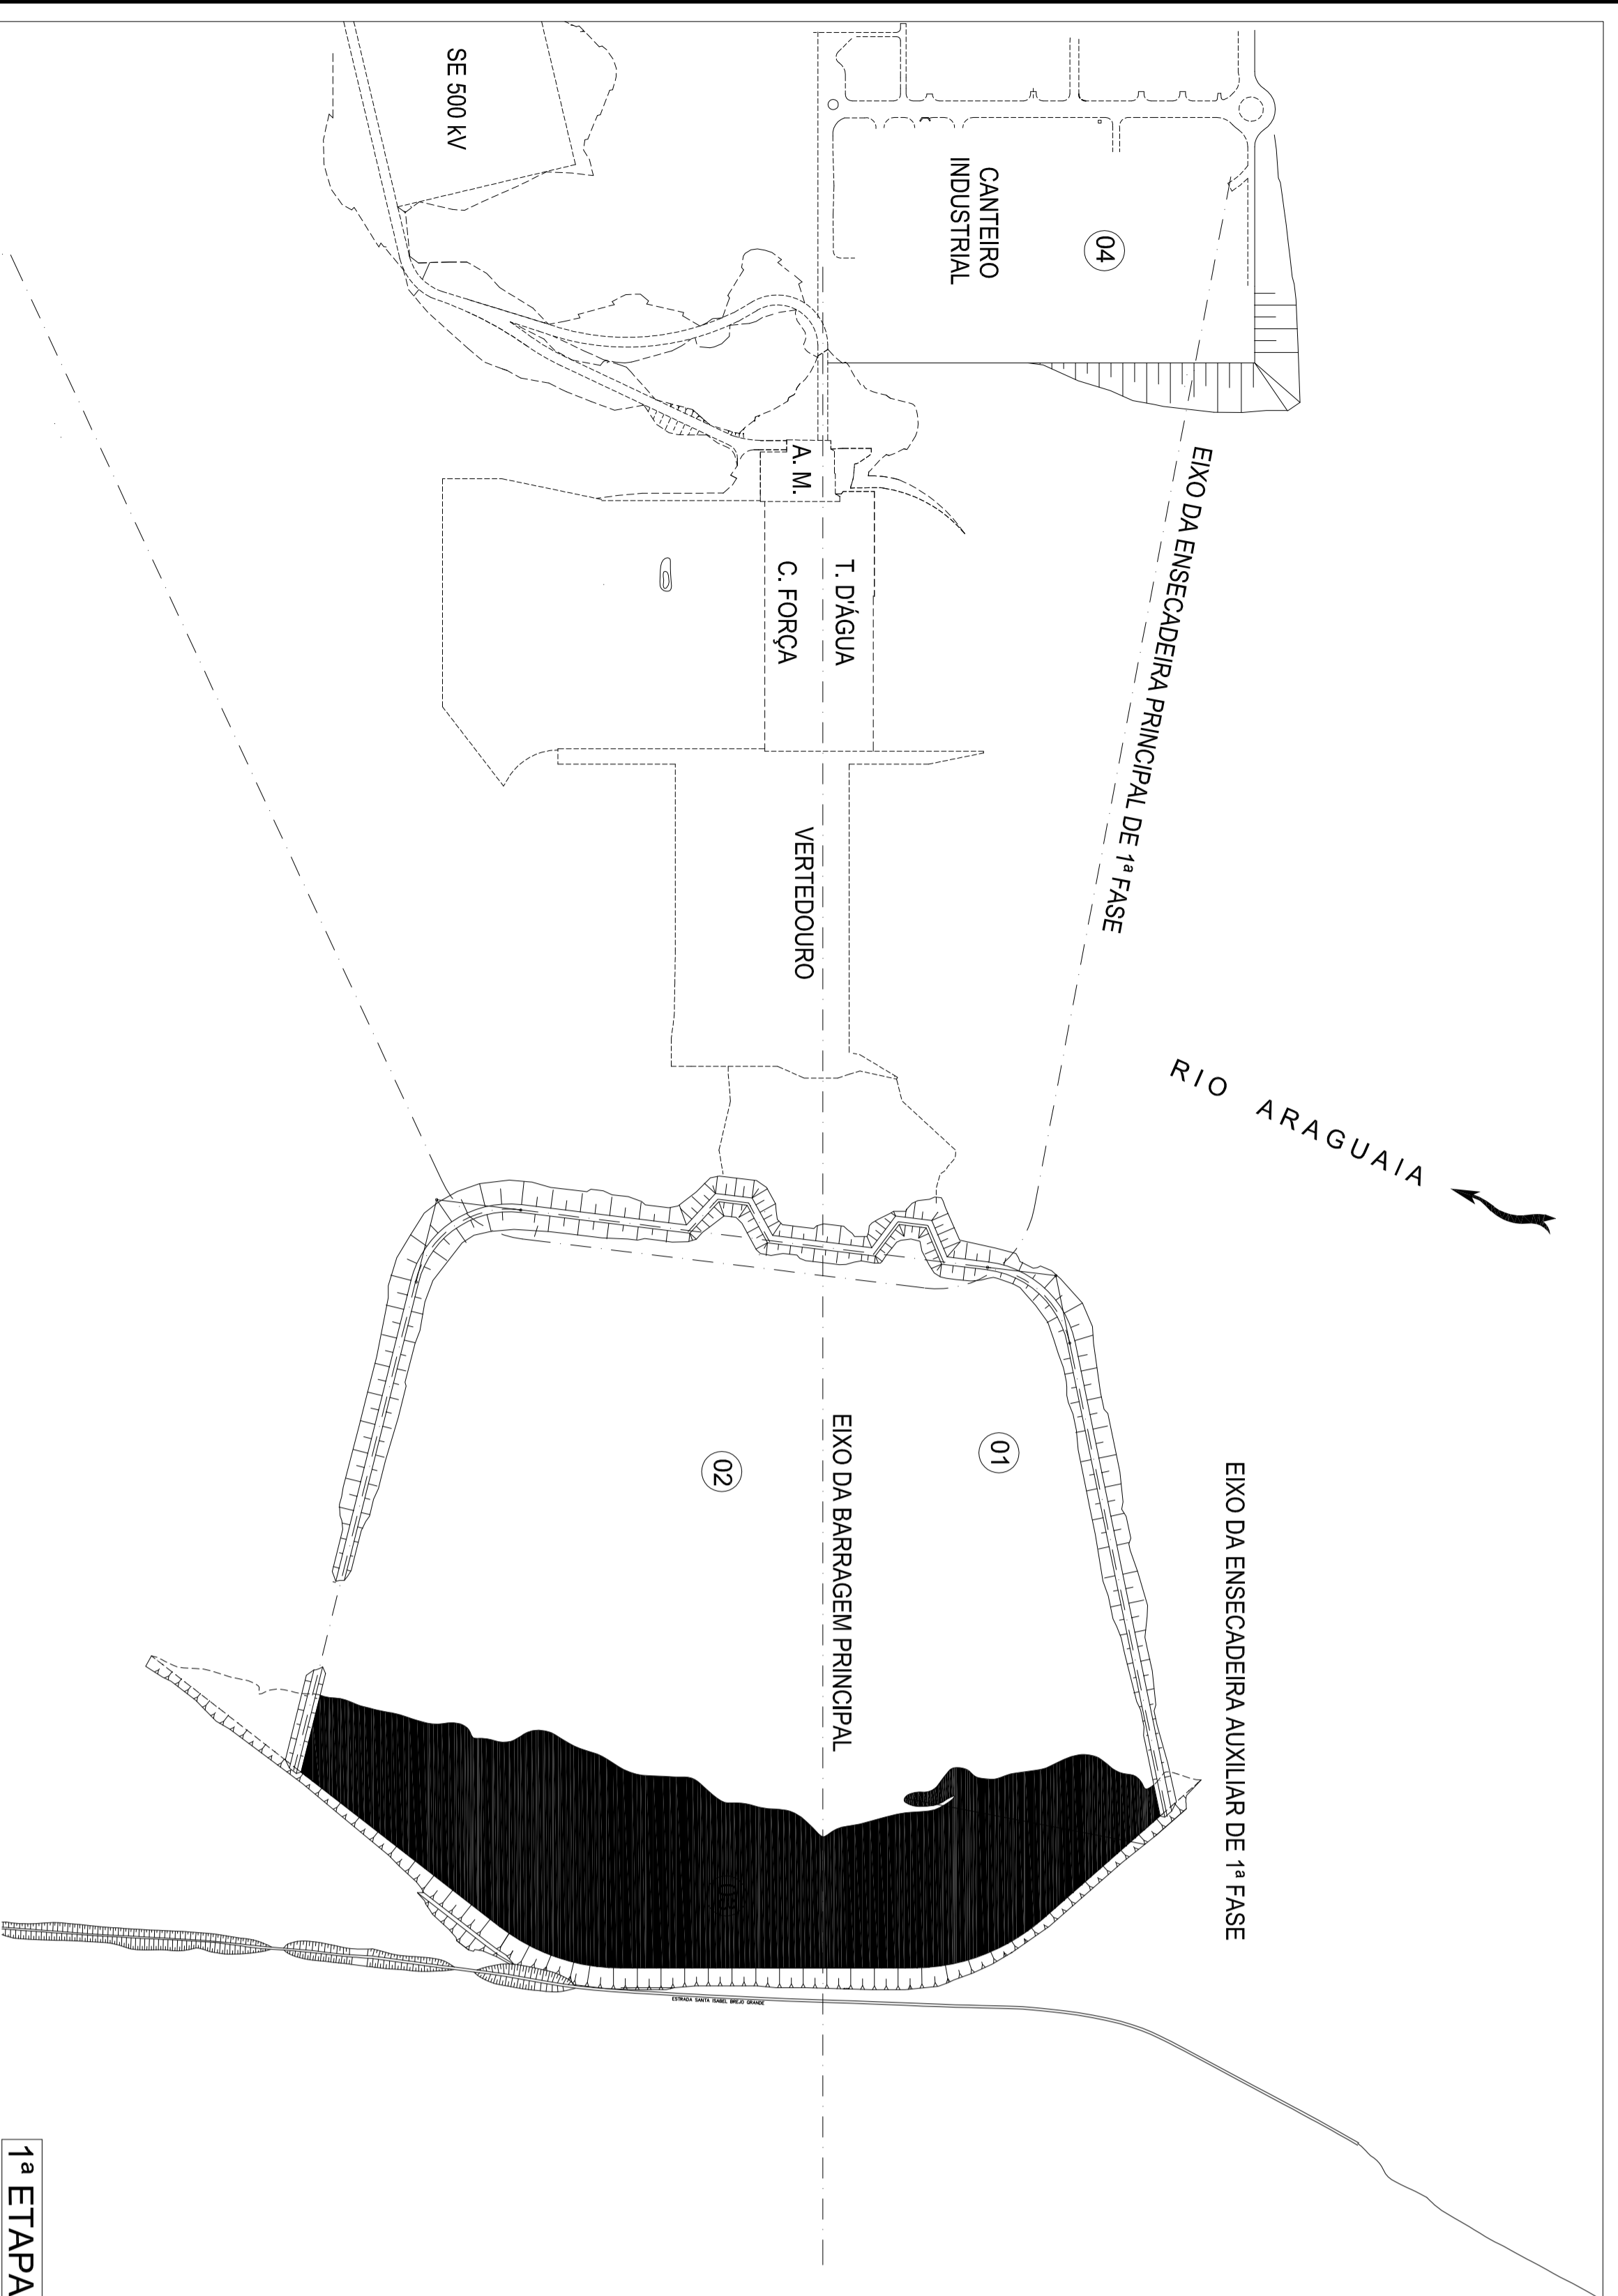 SE 500 kV
CANTEIRO
INDUSTRIAL
04
A. M.
T. D'ÁGUA
C. FORÇA
EIXO DA ENSECADEIRA PRINCIPAL DE 1ª FASE
VERTEDOURO
RIO ARAGUAIA
01
02
EIXO DA BARRAGEM PRINCIPAL
EIXO DA ENSECADEIRA AUXILIAR DE 1ª FASE
03
ESTRADA SANTA ISABEL BREJO GRANDE
1ª ETAPA